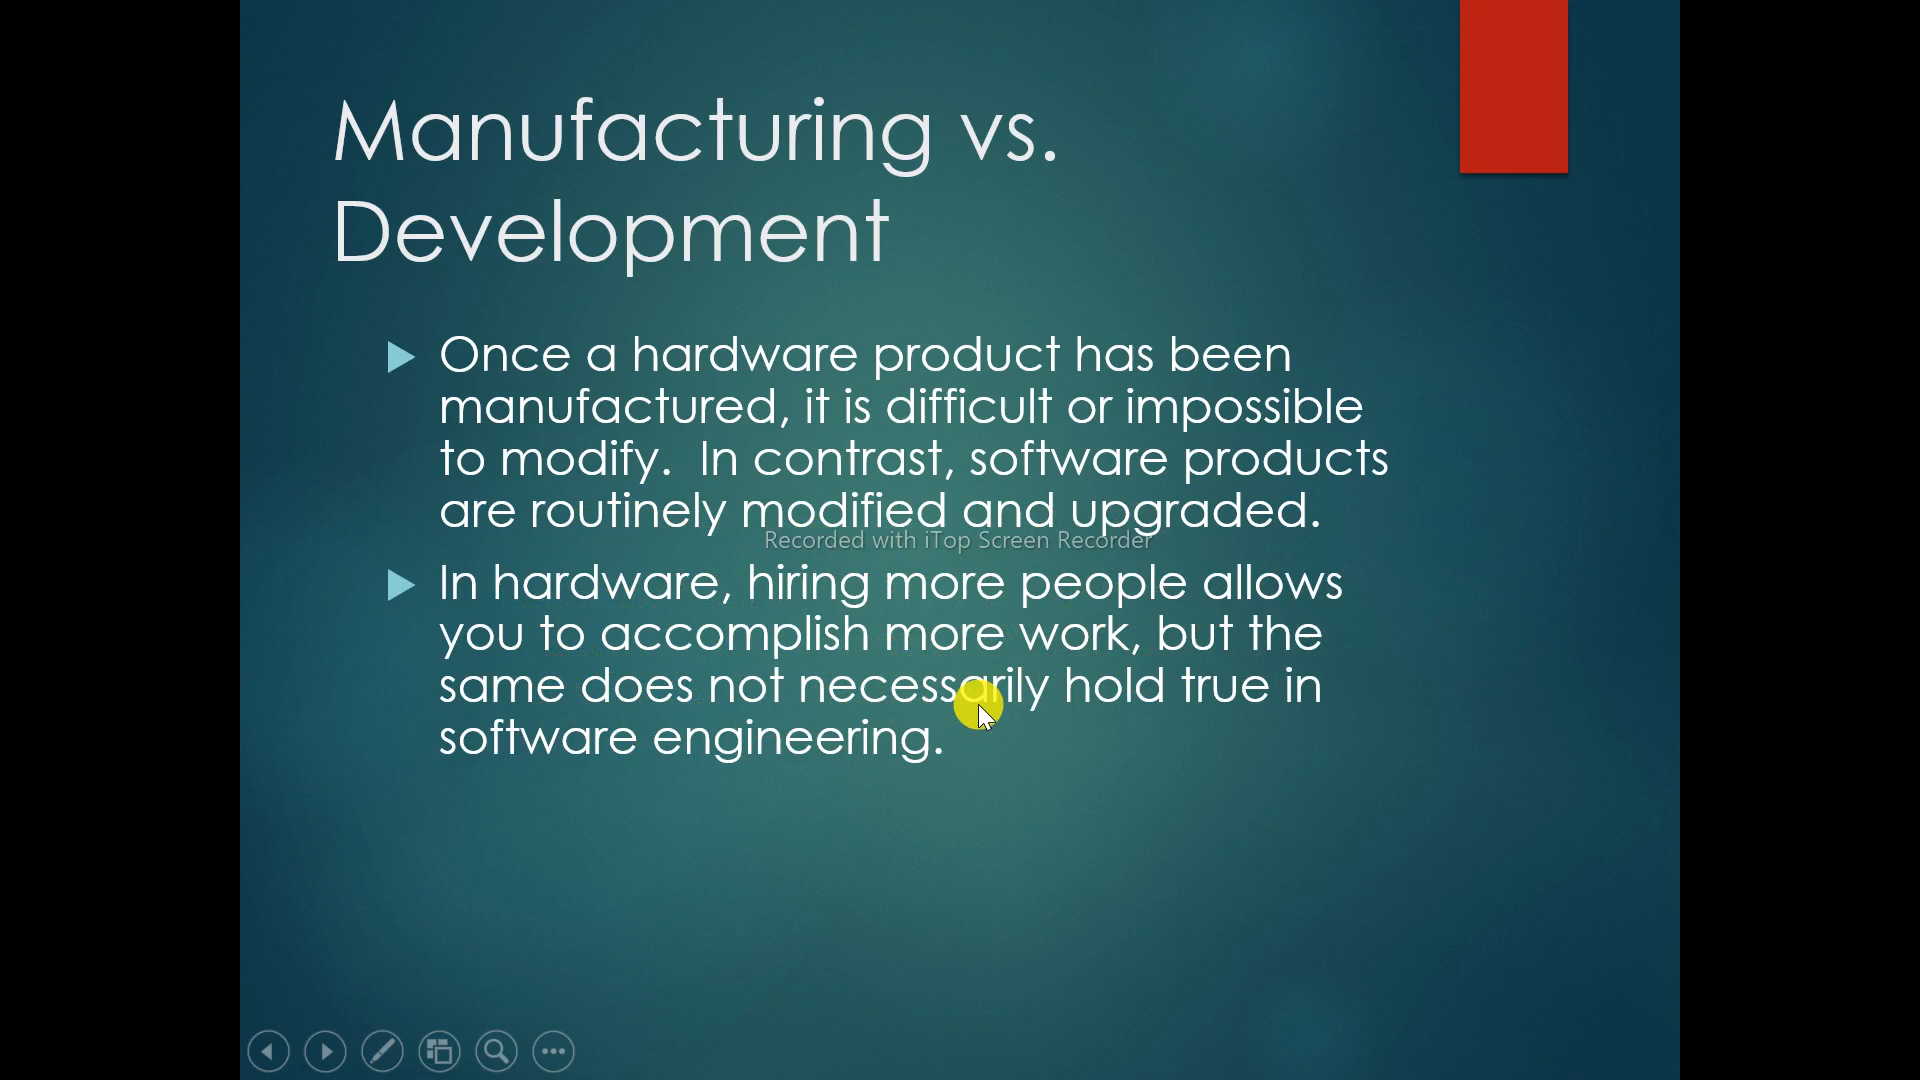 Manufacturing vs.
Development
Once a hardware product has been
manufactured, it is difficult or impossible
to modify.  In contrast, software products
are routinely modified and upgraded.
Recorded with iTop Screen Recorder
In hardware, hiring more people allows
you to accomplish more work, but the
same does not necessarily hold true in
software engineering.